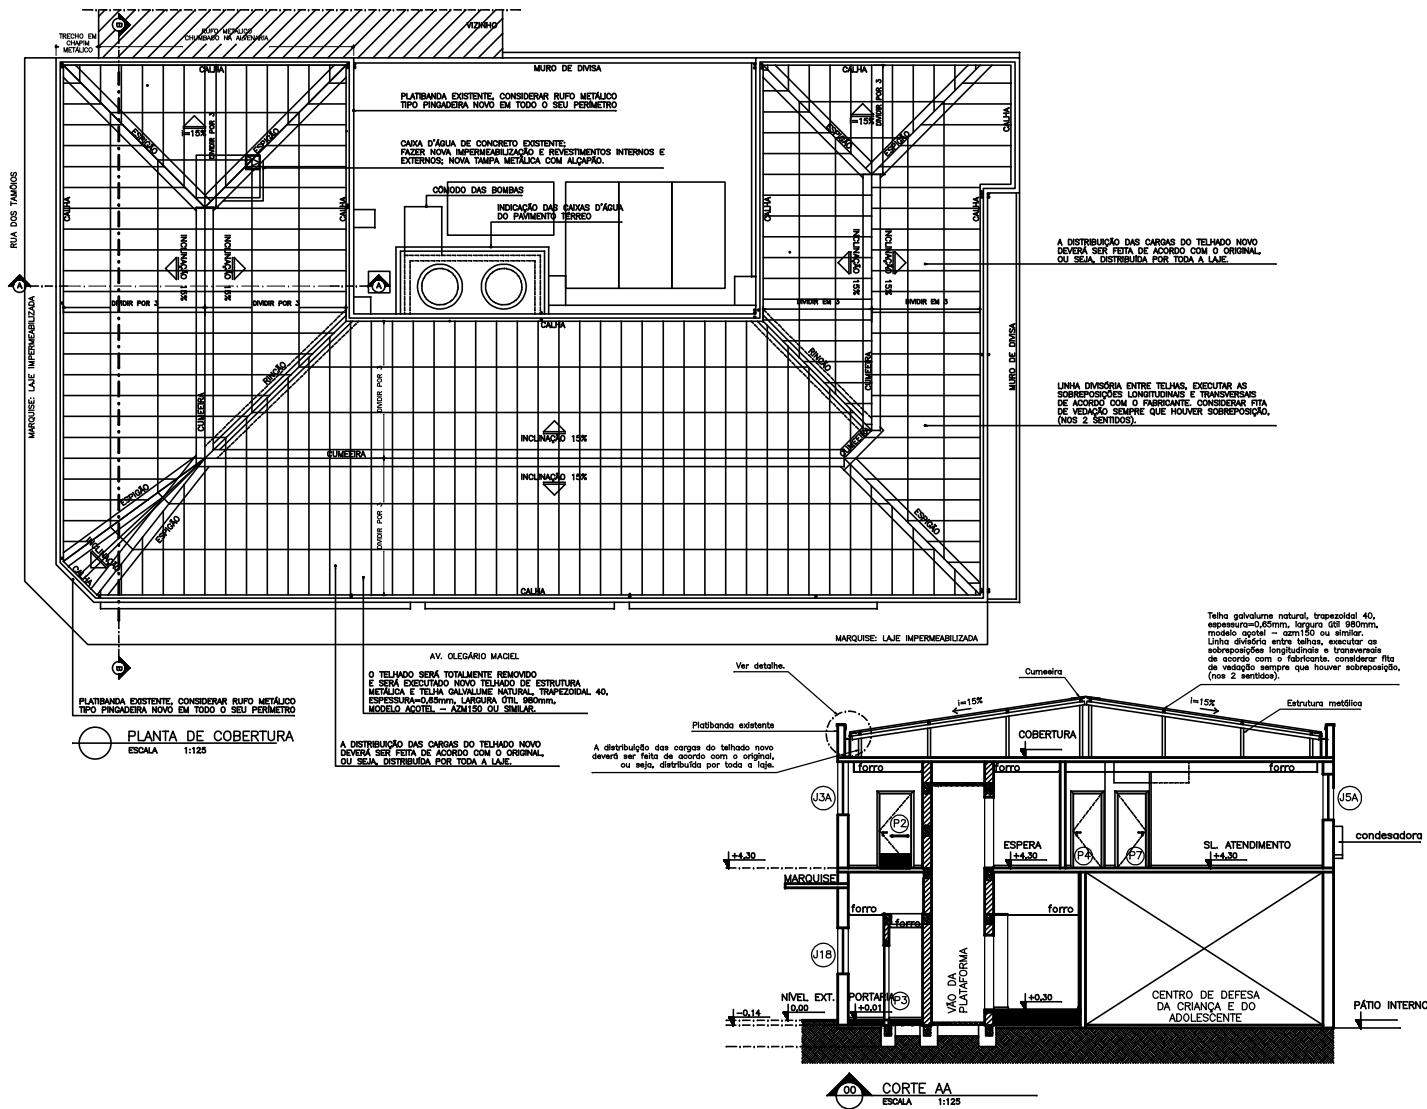 B
VIZINHO
TRECHO EM
CHAPIM
METÁLICO
RUFO METÁLICO
CHUMBADO NA ALVENARIA
CALHA
MURO DE DIVISA
CALHA
PLATIBANDA EXISTENTE, CONSIDERAR RUFO METÁLICO
TIPO PINGADEIRA NOVO EM TODO O SEU PERÍMETRO
CAIXA D'ÁGUA DE CONCRETO EXISTENTE;
FAZER NOVA IMPERMEABILIZAÇÃO E REVESTIMENTOS INTERNOS E
EXTERNOS; NOVA TAMPA METÁLICA COM ALÇAPÃO.
CÔMODO DAS BOMBAS
INDICAÇÃO DAS CAIXAS D'ÁGUA
DO PAVIMENTO TÉRREO
ESPIGÃO
i=15%
DIVIDIR POR 3
ESPIGÃO
ESPIGÃO
i=15%
DIVIDIR POR 3
ESPIGÃO
CALHA
CALHA
CALHA
CALHA
RUA DOS TAMÓIOS
MARQUISE: LAJE IMPERMEABILIZADA
A
A
INCLINAÇÃO 15%
INCLINAÇÃO 15%
INCLINAÇÃO 15%
INCLINAÇÃO 15%
DIVIDIR POR 3
DIVIDIR POR 3
DIVIDIR EM 3
DIVIDIR EM 3
A DISTRIBUIÇÃO DAS CARGAS DO TELHADO NOVO
DEVERÁ SER FEITA DE ACORDO COM O ORIGINAL,
OU SEJA, DISTRIBUÍDA POR TODA A LAJE.
CALHA
RINCÃO
RINCÃO
DIVIDIR POR 3
CUMEEIRA
CUMEEIRA
MURO DE DIVISA
LINHA DIVISÓRIA ENTRE TELHAS, EXECUTAR AS
SOBREPOSIÇÕES LONGITUDINAIS E TRANSVERSAIS
DE ACORDO COM O FABRICANTE. CONSIDERAR FITA
DE VEDAÇÃO SEMPRE QUE HOUVER SOBREPOSIÇÃO,
(NOS 2 SENTIDOS).
INCLINAÇÃO 15%
CUMEEIRA
CUMEEIRA
INCLINAÇÃO 15%
ESPIGÃO
ESPIGÃO
ESPIGÃO
DIVIDIR POR 3
INCLINAÇÃO
CALHA
CALHA
MARQUISE: LAJE IMPERMEABILIZADA
AV. OLEGÁRIO MACIEL
B
O TELHADO SERÁ TOTALMENTE REMOVIDO
E SERÁ EXECUTADO NOVO TELHADO DE ESTRUTURA
METÁLICA E TELHA GALVALUME NATURAL, TRAPEZOIDAL 40,
ESPESSURA=0,65mm, LARGURA ÚTIL 980mm,
MODELO AÇOTEL - AZM150 OU SIMILAR.
PLATIBANDA EXISTENTE, CONSIDERAR RUFO METÁLICO
TIPO PINGADEIRA NOVO EM TODO O SEU PERÍMETRO
PLANTA DE COBERTURA
ESCALA 1:125
A DISTRIBUIÇÃO DAS CARGAS DO TELHADO NOVO
DEVERÁ SER FEITA DE ACORDO COM O ORIGINAL,
OU SEJA, DISTRIBUÍDA POR TODA A LAJE.
Telha galvalume natural, trapezoidal 40,
espessura=0,65mm, largura útil 980mm,
modelo açotel - azm150 ou similar.
Linha divisória entre telhas, executar as
sobreposições longitudinais e transversais
de acordo com o fabricante. considerar fita
de vedação sempre que houver sobreposição,
(nos 2 sentidos).
Ver detalhe.
Cumeeira
i=15%
i=15%
Estrutura metálica
Platibanda existente
COBERTURA
A distribuição das cargas do telhado novo
deverá ser feita de acordo com o original,
ou seja, distribuída por toda a laje.
forro
forro
forro
J3A
J5A
P2
P4
P7
condesadora
ESPERA
SL. ATENDIMENTO
+4,30
+4,30
+4,30
MARQUISE
forro
forro
forro
J18
VÃO DA
PLATAFORMA
NÍVEL EXT.
PORTARIA
P3
-0,14
0,00
+0,01
+0,30
CENTRO DE DEFESA
DA CRIANÇA E DO
ADOLESCENTE
PÁTIO INTERNO
00
CORTE AA
ESCALA 1:125